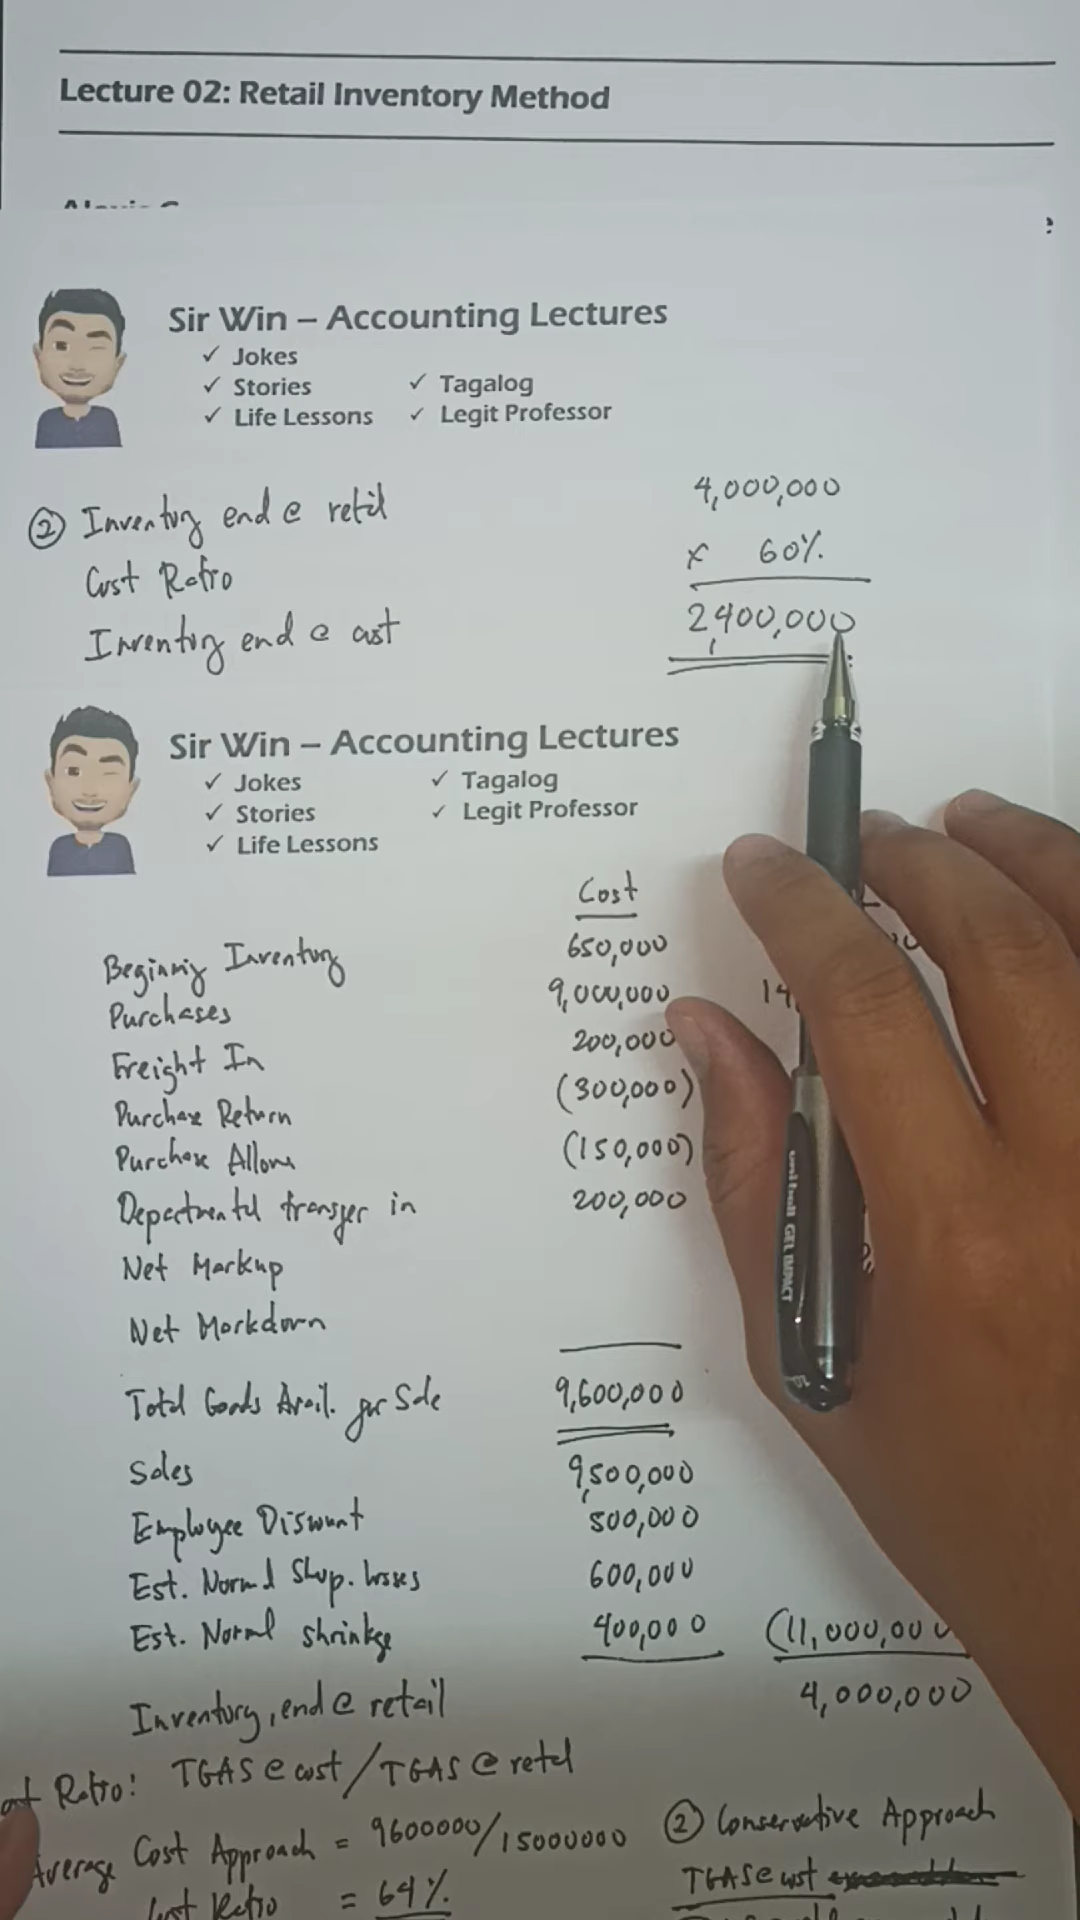 Lecture 02: Retail Inventory Method
Sir Win – Accounting Lectures
✓ Jokes
✓ Stories ✓ Tagalog
✓ Life Lessons ✓ Legit Professor
② Inventory end @ retail 4,000,000
Cost Ratio x 60%
Inventory end @ cost 2,400,000
Sir Win – Accounting Lectures
✓ Jokes ✓ Tagalog
✓ Stories ✓ Legit Professor
✓ Life Lessons
Cost
Beginning Inventory 650,000
Purchases 9,000,000
Freight In 200,000
Purchase Return (300,000)
Purchase Allow (150,000)
Departmental transfer in 200,000
Net Markup
Net Markdown
Total Goods Avail. for Sale 9,600,000
Sales 9,500,000
Employee Discount 500,000
Est. Normal Shop. losses 600,000
Est. Normal shrinkge 400,000 (11,000,00
Inventory, end @ retail 4,000,000
Ratio: TGAS @ cost / TGAS @ retail
Average Cost Approach = 9600000/15000000
Cost Ratio = 64%
② Conservative Approach
TGAS @ cost